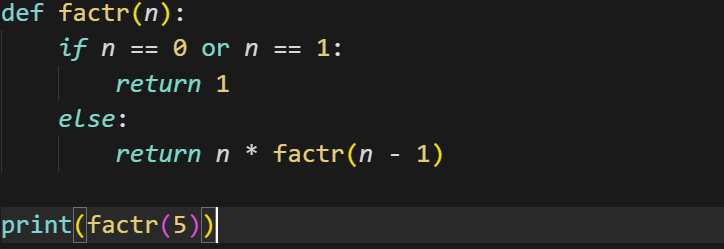 def factr(n):
    if n == 0 or n == 1:
        return 1
    else:
        return n * factr(n - 1)

print(factr(5))